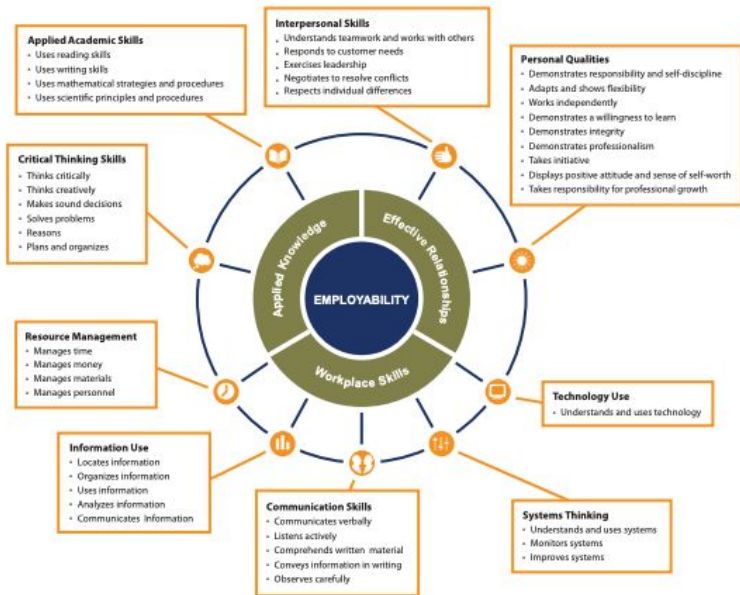 Applied Academic Skills
• Uses reading skills
• Uses writing skills
• Uses mathematical strategies and procedures
• Uses scientific principles and procedures
Interpersonal Skills
• Understands teamwork and works with others
• Responds to customer needs
• Exercises leadership
• Negotiates to resolve conflicts
• Respects individual differences
Personal Qualities
• Demonstrates responsibility and self-discipline
• Adapts and shows flexibility
• Works independently
• Demonstrates a willingness to learn
• Demonstrates integrity
• Demonstrates professionalism
• Takes initiative
• Displays positive attitude and sense of self-worth
• Takes responsibility for professional growth
Critical Thinking Skills
• Thinks critically
• Thinks creatively
• Makes sound decisions
• Solves problems
• Reasons
• Plans and organizes
Applied Knowledge
Effective Relationships
EMPLOYABILITY
Workplace Skills
Resource Management
• Manages time
• Manages money
• Manages materials
• Manages personnel
Technology Use
• Understands and uses technology
Information Use
• Locates information
• Organizes information
• Uses information
• Analyzes information
• Communicates Information
Communication Skills
• Communicates verbally
• Listens actively
• Comprehends written material
• Conveys information in writing
• Observes carefully
Systems Thinking
• Understands and uses systems
• Monitors systems
• Improves systems